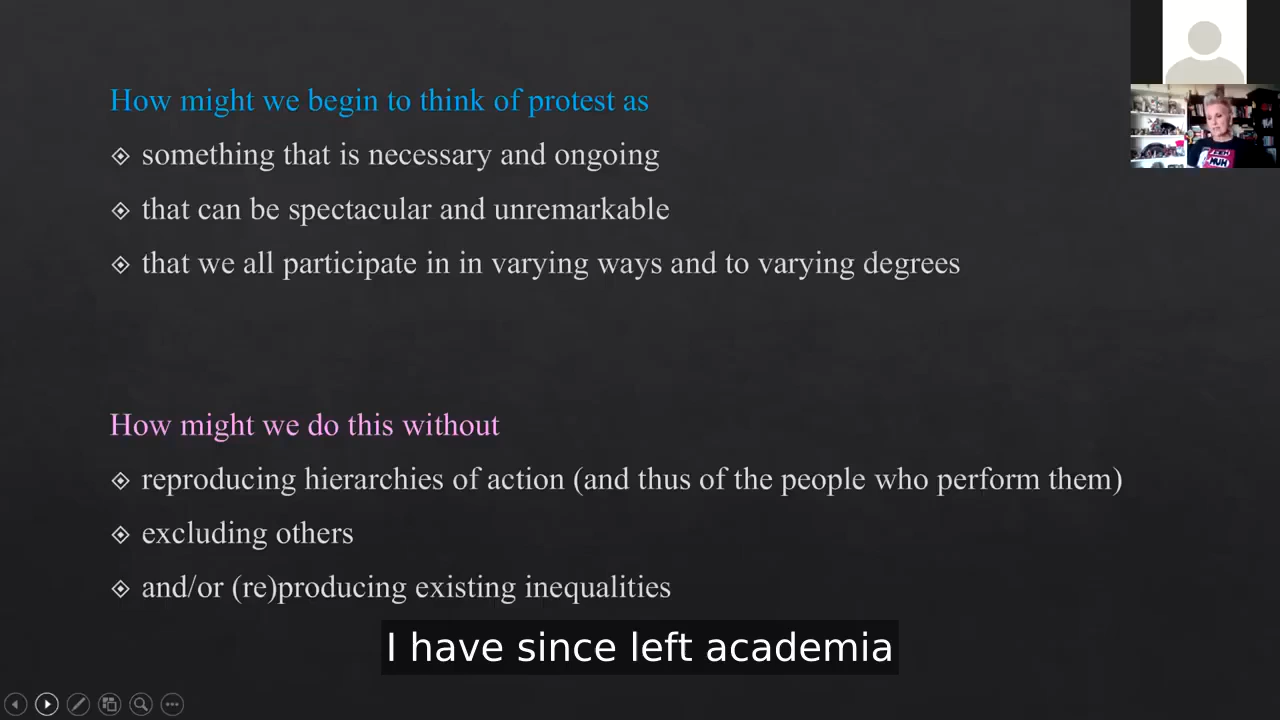 How might we begin to think of protest as
something that is necessary and ongoing
that can be spectacular and unremarkable
that we all participate in in varying ways and to varying degrees
How might we do this without
reproducing hierarchies of action (and thus of the people who perform them)
excluding others
and/or (re)producing existing inequalities
I have since left academia